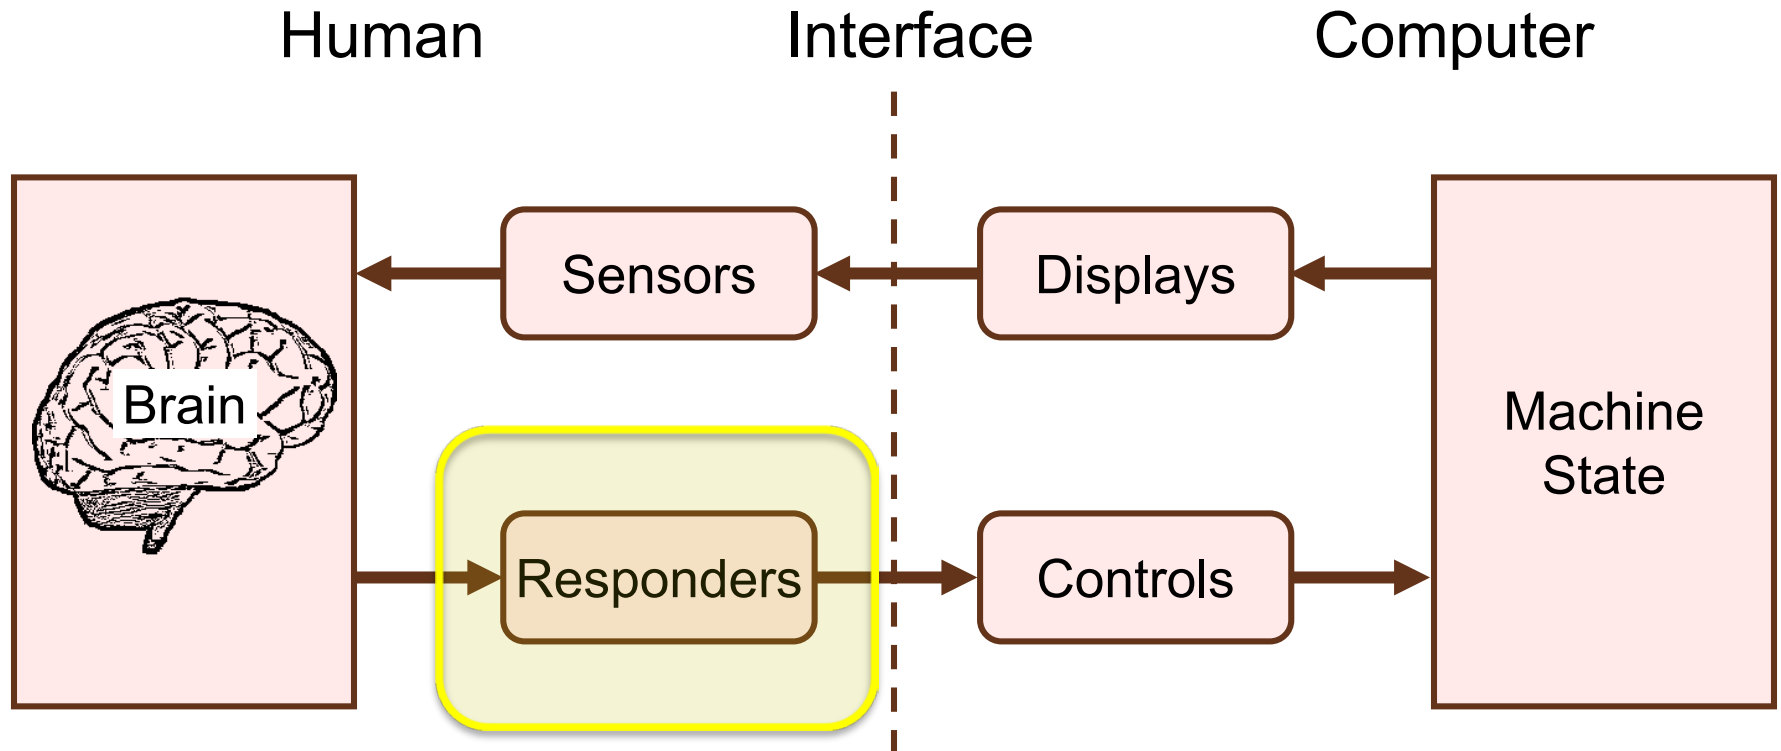 Human
Interface
Computer
Sensors
Displays
Brain
Machine
State
Responders
Controls